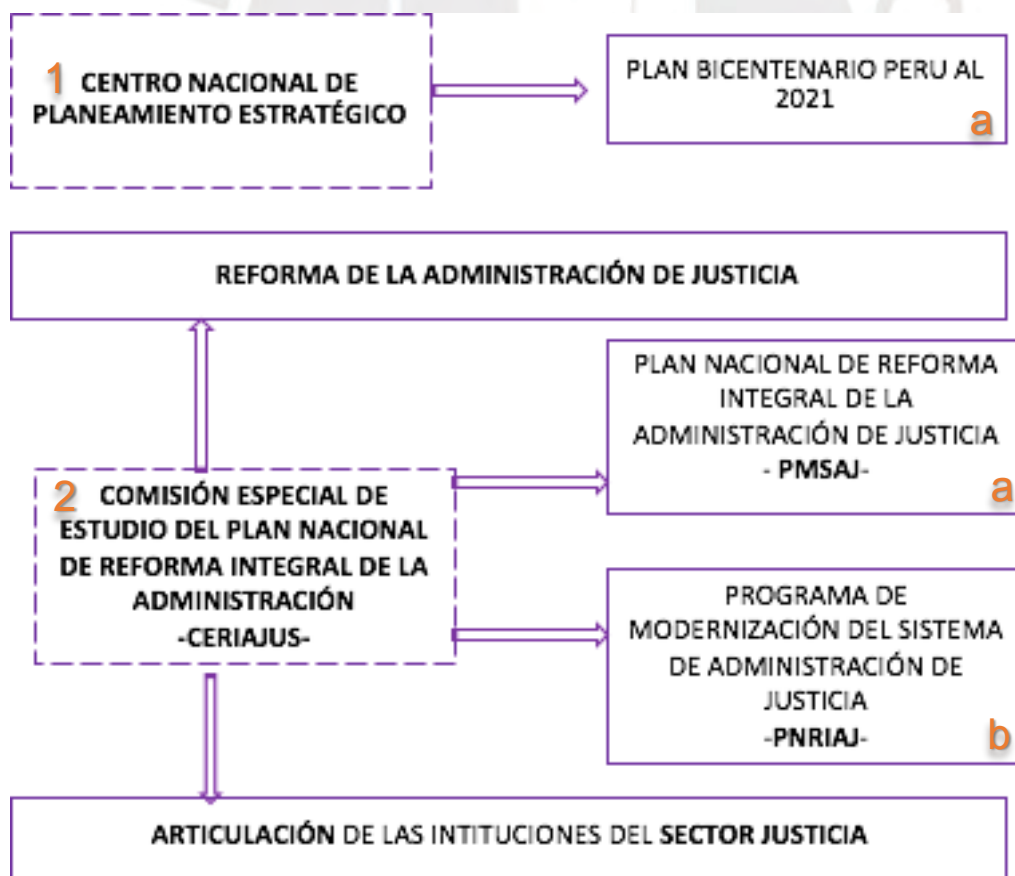 1 CENTRO NACIONAL DE
PLANEAMIENTO ESTRATÉGICO
PLAN BICENTENARIO PERU AL
2021
a
REFORMA DE LA ADMINISTRACIÓN DE JUSTICIA
PLAN NACIONAL DE REFORMA
INTEGRAL DE LA
ADMINISTRACIÓN DE JUSTICIA
- PMSAJ-
a
2 COMISIÓN ESPECIAL DE
ESTUDIO DEL PLAN NACIONAL
DE REFORMA INTEGRAL DE LA
ADMINISTRACIÓN
-CERIAJUS-
PROGRAMA DE
MODERNIZACIÓN DEL SISTEMA
DE ADMINISTRACIÓN DE
JUSTICIA
-PNRIAJ-
b
ARTICULACIÓN DE LAS INTITUCIONES DEL SECTOR JUSTICIA